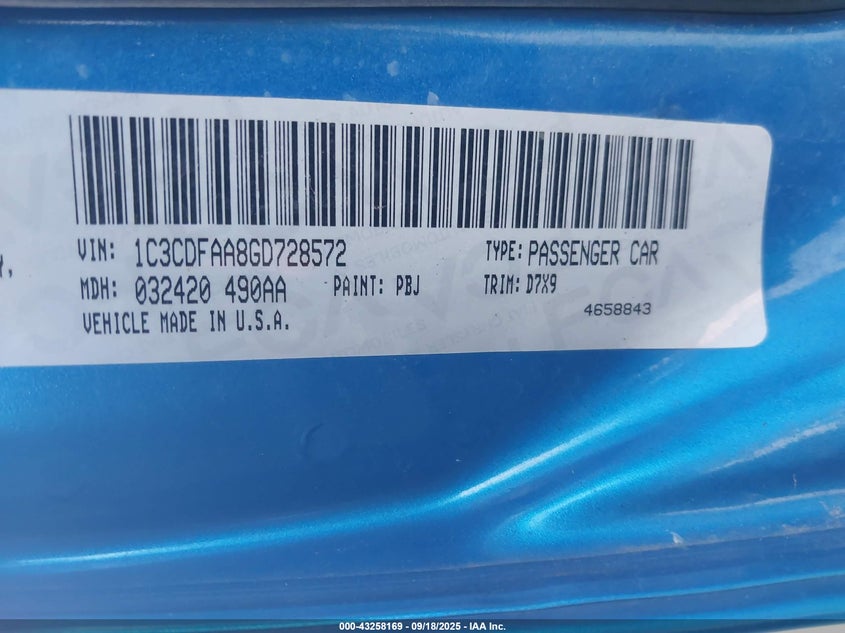 Y,
VIN: 1C3CDFAA8GD728572 TYPE: PASSENGER CAR
MDH: 032420 490AA PAINT: PBJ TRIM: D7X9
VEHICLE MADE IN U.S.A. 4658843
000-43258169 - 09/18/2025 - IAA Inc.